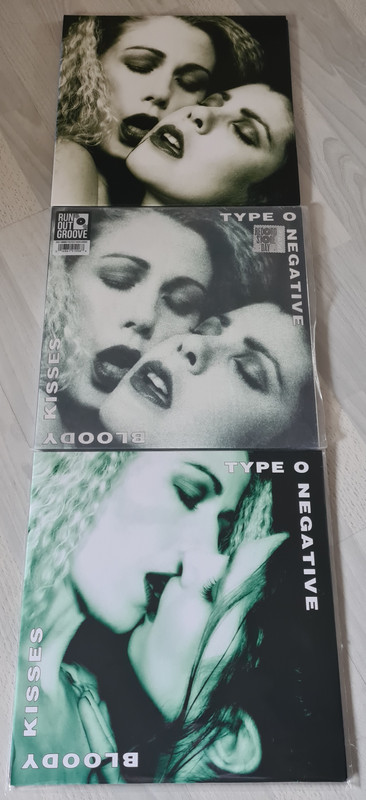 RUN
OUT
GROOVE
TYPE O
NEGATIVE
RECORD
STORE
DAY
BLOODY
KISSES
TYPE O
NEGATIVE
BLOODY
KISSES